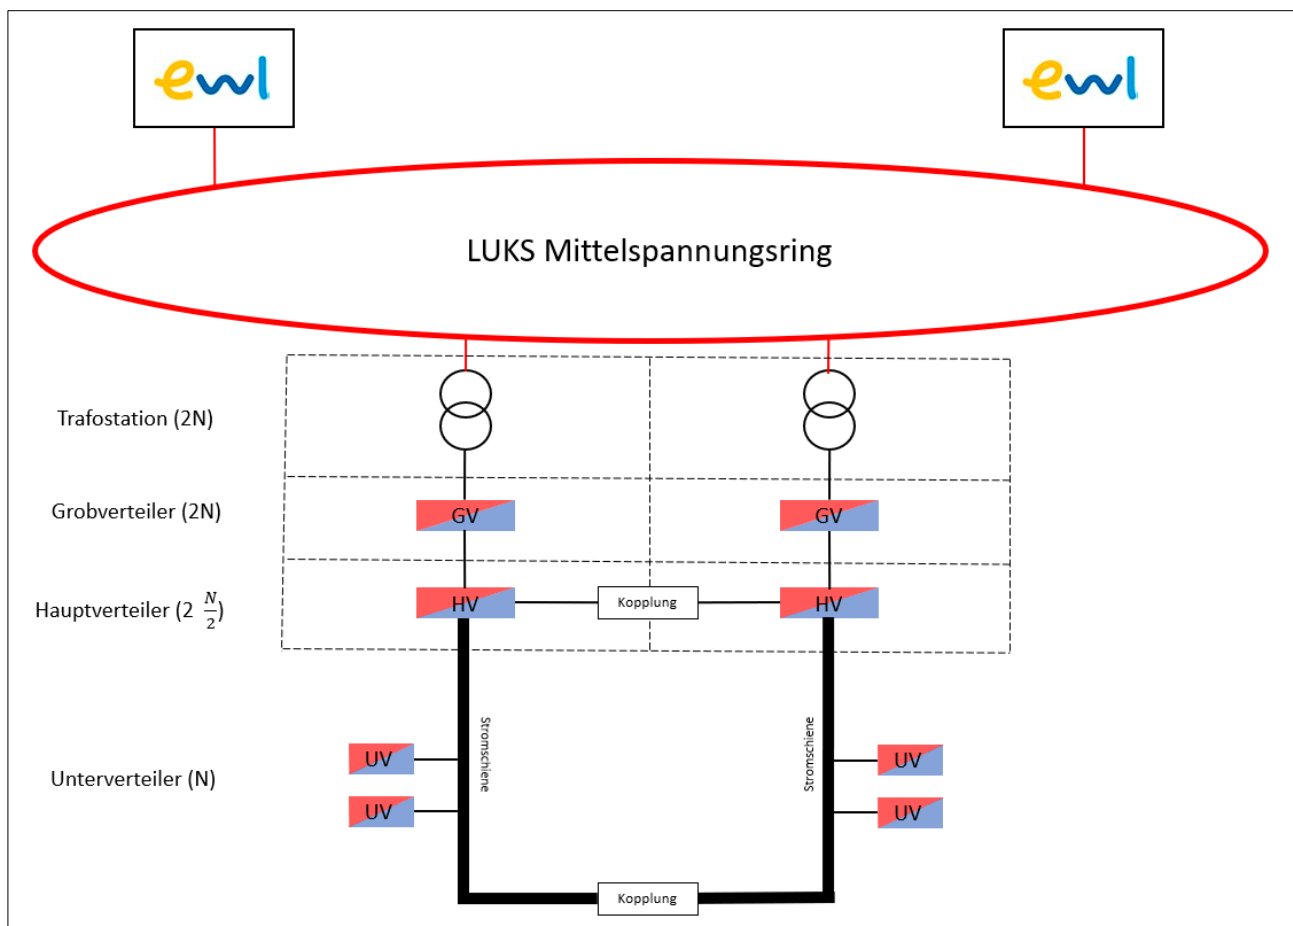 ewl
ewl
LUKS Mittelspannungsring
Trafostation (2N)
Grobverteiler (2N)
GV
GV
Hauptverteiler (2 N/2)
HV
Kopplung
HV
Stromschiene
Stromschiene
Unterverteiler (N)
UV
UV
UV
UV
Kopplung